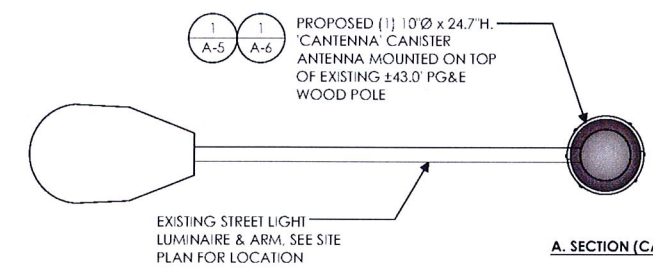 1 1
A-5 A-6
PROPOSED (1) 10"Ø x 24.7"H.
'CANTENNA' CANISTER
ANTENNA MOUNTED ON TOP
OF EXISTING ±43.0' PG&E
WOOD POLE
EXISTING STREET LIGHT
LUMINAIRE & ARM, SEE SITE
PLAN FOR LOCATION
A. SECTION (CA